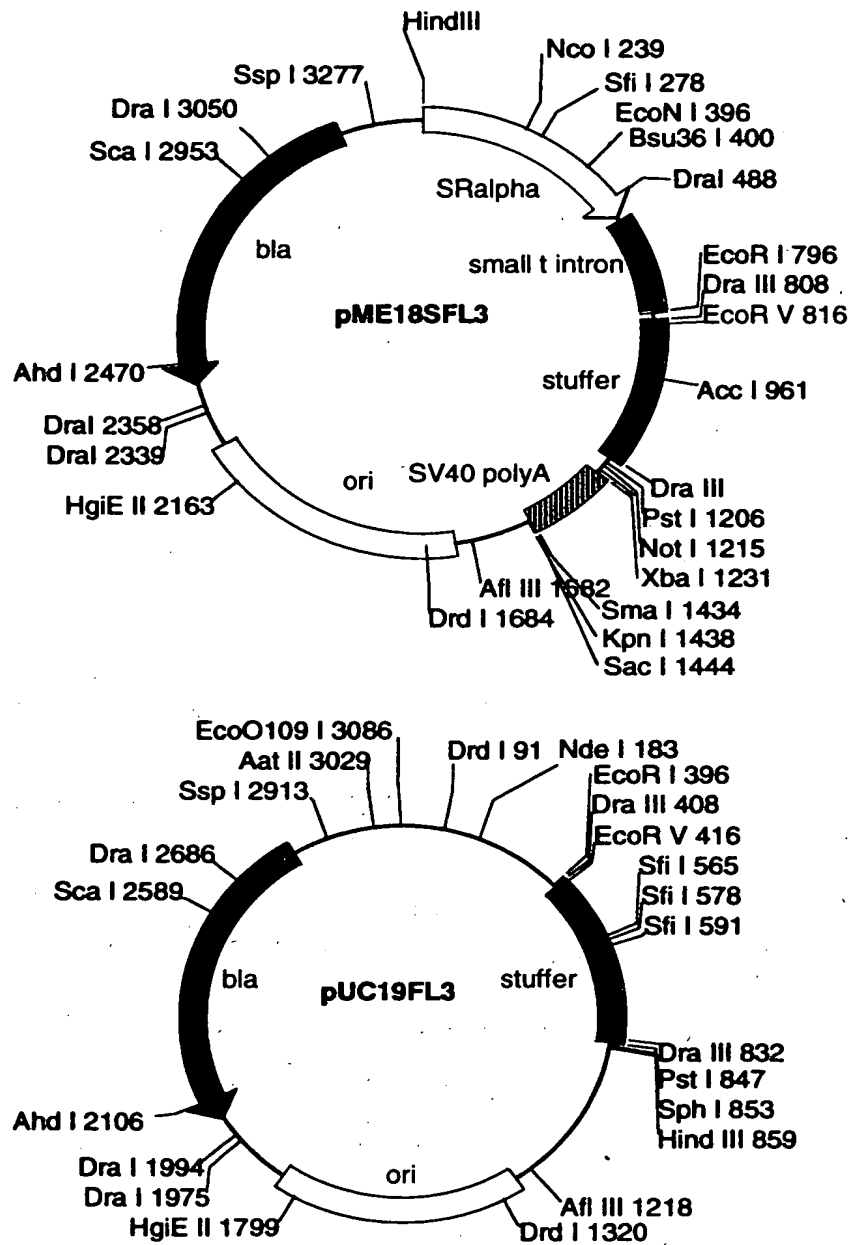 HindIII
Nco I 239
Ssp I 3277
Sfi I 278
Dra I 3050
EcoN I 396
Bsu36 I 400
Sca I 2953
SRalpha
DraI 488
bla
small t intron
EcoR I 796
Dra III 808
pME18SFL3
EcoR V 816
Ahd I 2470
stuffer
Acc I 961
DraI 2358
DraI 2339
ori
SV40 polyA
HgiE II 2163
Dra III
Pst I 1206
Not I 1215
Xba I 1231
Afl III 1682
Drd I 1684
Sma I 1434
Kpn I 1438
Sac I 1444
EcoO109 I 3086
Drd I 91
Nde I 183
Aat II 3029
EcoR I 396
Ssp I 2913
Dra III 408
EcoR V 416
Dra I 2686
Sfi I 565
Sca I 2589
Sfi I 578
Sfi I 591
bla
pUC19FL3
stuffer
Dra III 832
Pst I 847
Sph I 853
Hind III 859
Ahd I 2106
Dra I 1994
ori
Dra I 1975
Afl III 1218
HgiE II 1799
Drd I 1320